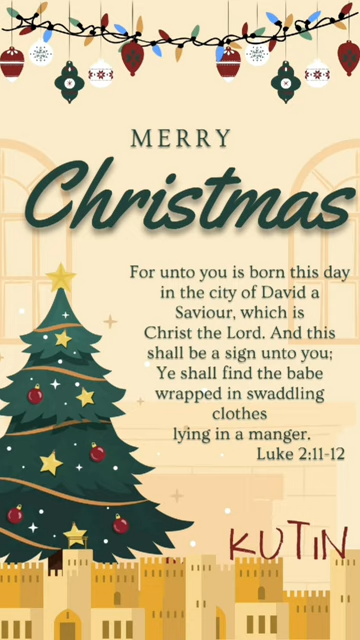 MERRY
Christmas
For unto you is born this day
in the city of David a
Saviour, which is
Christ the Lord. And this
shall be a sign unto you;
Ye shall find the babe
wrapped in swaddling
clothes
lying in a manger.
Luke 2:11-12
KUTIN